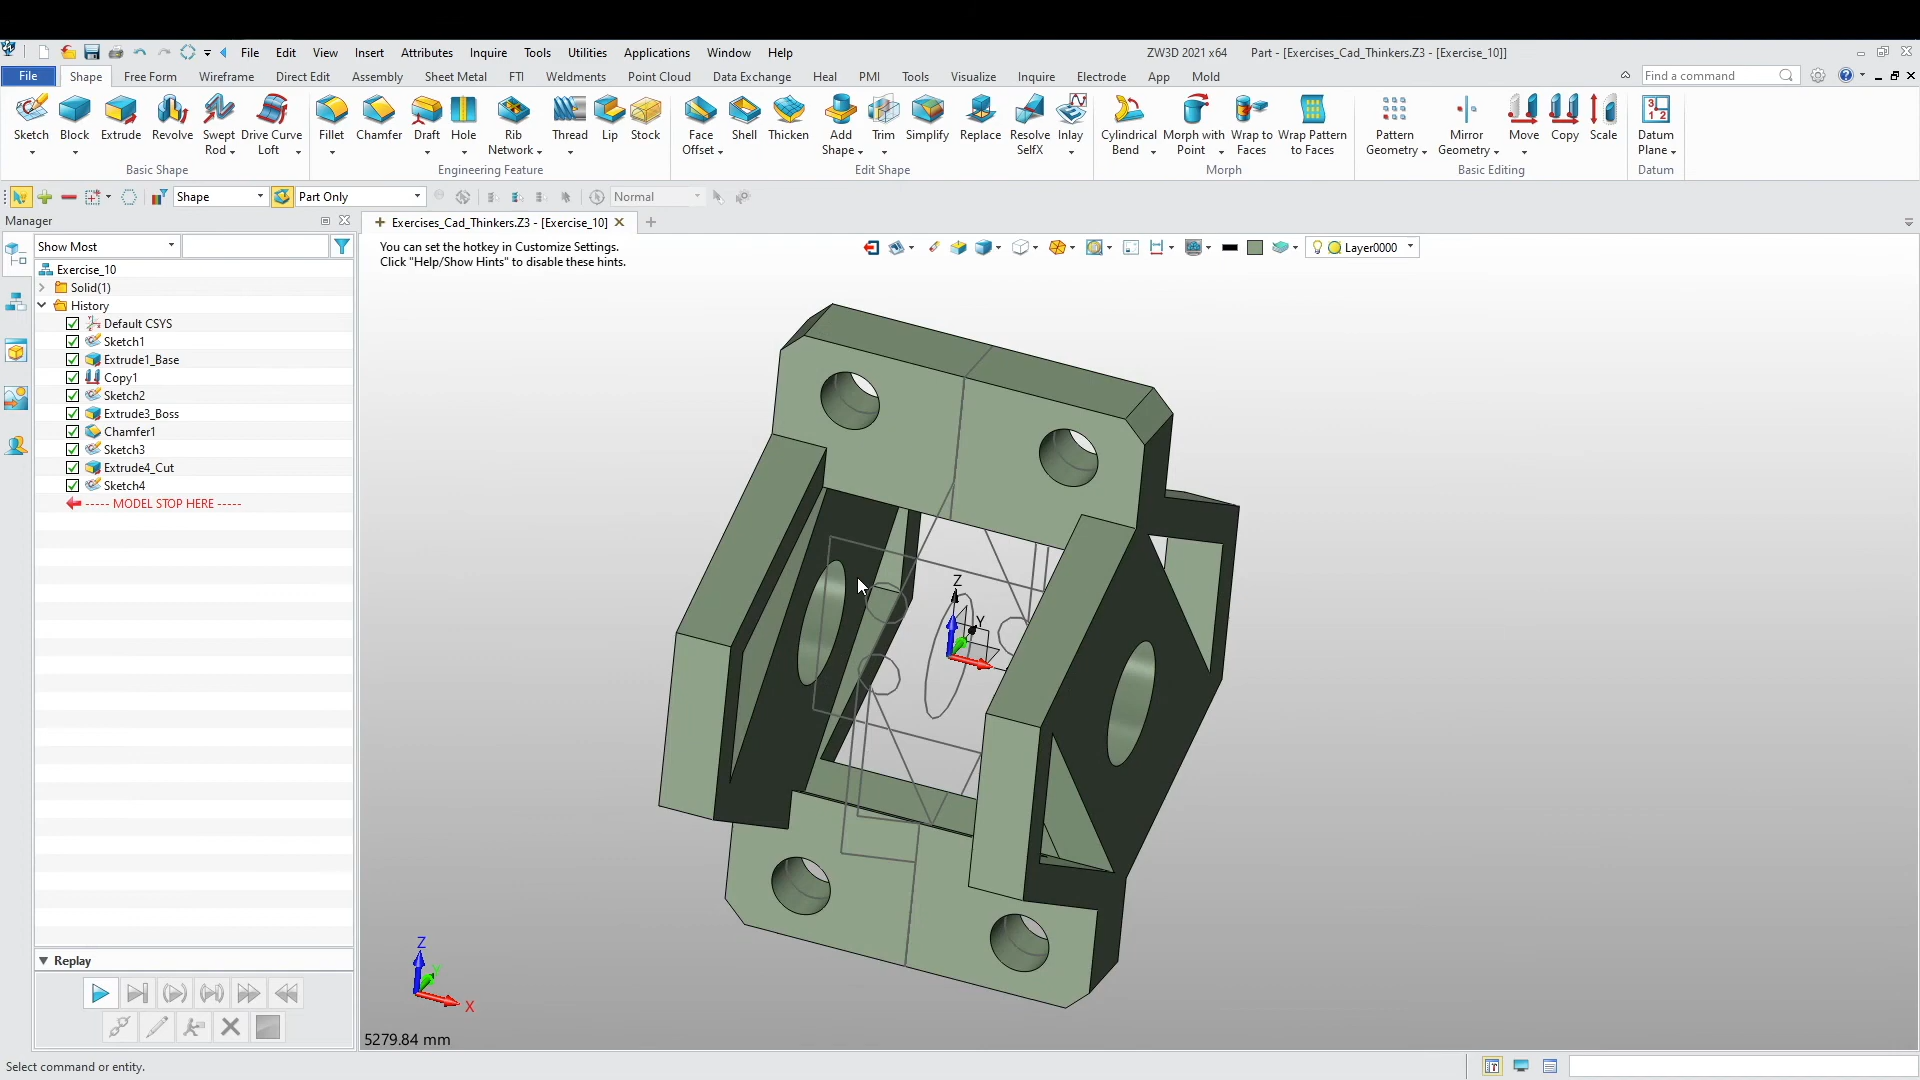 File Edit View Insert Attributes Inquire Tools Utilities Applications Window Help
ZW3D 2021 x64 Part - [Exercises_Cad_Thinkers.Z3 - [Exercise_10]]
File Shape Free Form Wireframe Direct Edit Assembly Sheet Metal FTI Weldments Point Cloud Data Exchange Heal PMI Tools Visualize Inquire Electrode App Mold
Find a command
Sketch Block Extrude Revolve Swept Rod Drive Curve Loft
Basic Shape
Fillet Chamfer Draft Hole Rib Network Thread Lip Stock
Engineering Feature
Face Offset Shell Thicken Add Shape Trim Simplify Replace Resolve SelfX Inlay
Edit Shape
Cylindrical Bend Morph with Point Wrap to Faces Wrap Pattern to Faces
Morph
Pattern Geometry Mirror Geometry Move Copy Scale
Basic Editing
Datum Plane
Datum
Shape Part Only Normal
Manager
Exercises_Cad_Thinkers.Z3 - [Exercise_10]
Show Most
You can set the hotkey in Customize Settings.
Click "Help/Show Hints" to disable these hints.
Layer0000
Exercise_10
Solid(1)
History
Default CSYS
Sketch1
Extrude1_Base
Copy1
Sketch2
Extrude3_Boss
Chamfer1
Sketch3
Extrude4_Cut
Sketch4
----- MODEL STOP HERE -----
Z
Y
Replay
Z
Y
X
5279.84 mm
Select command or entity.